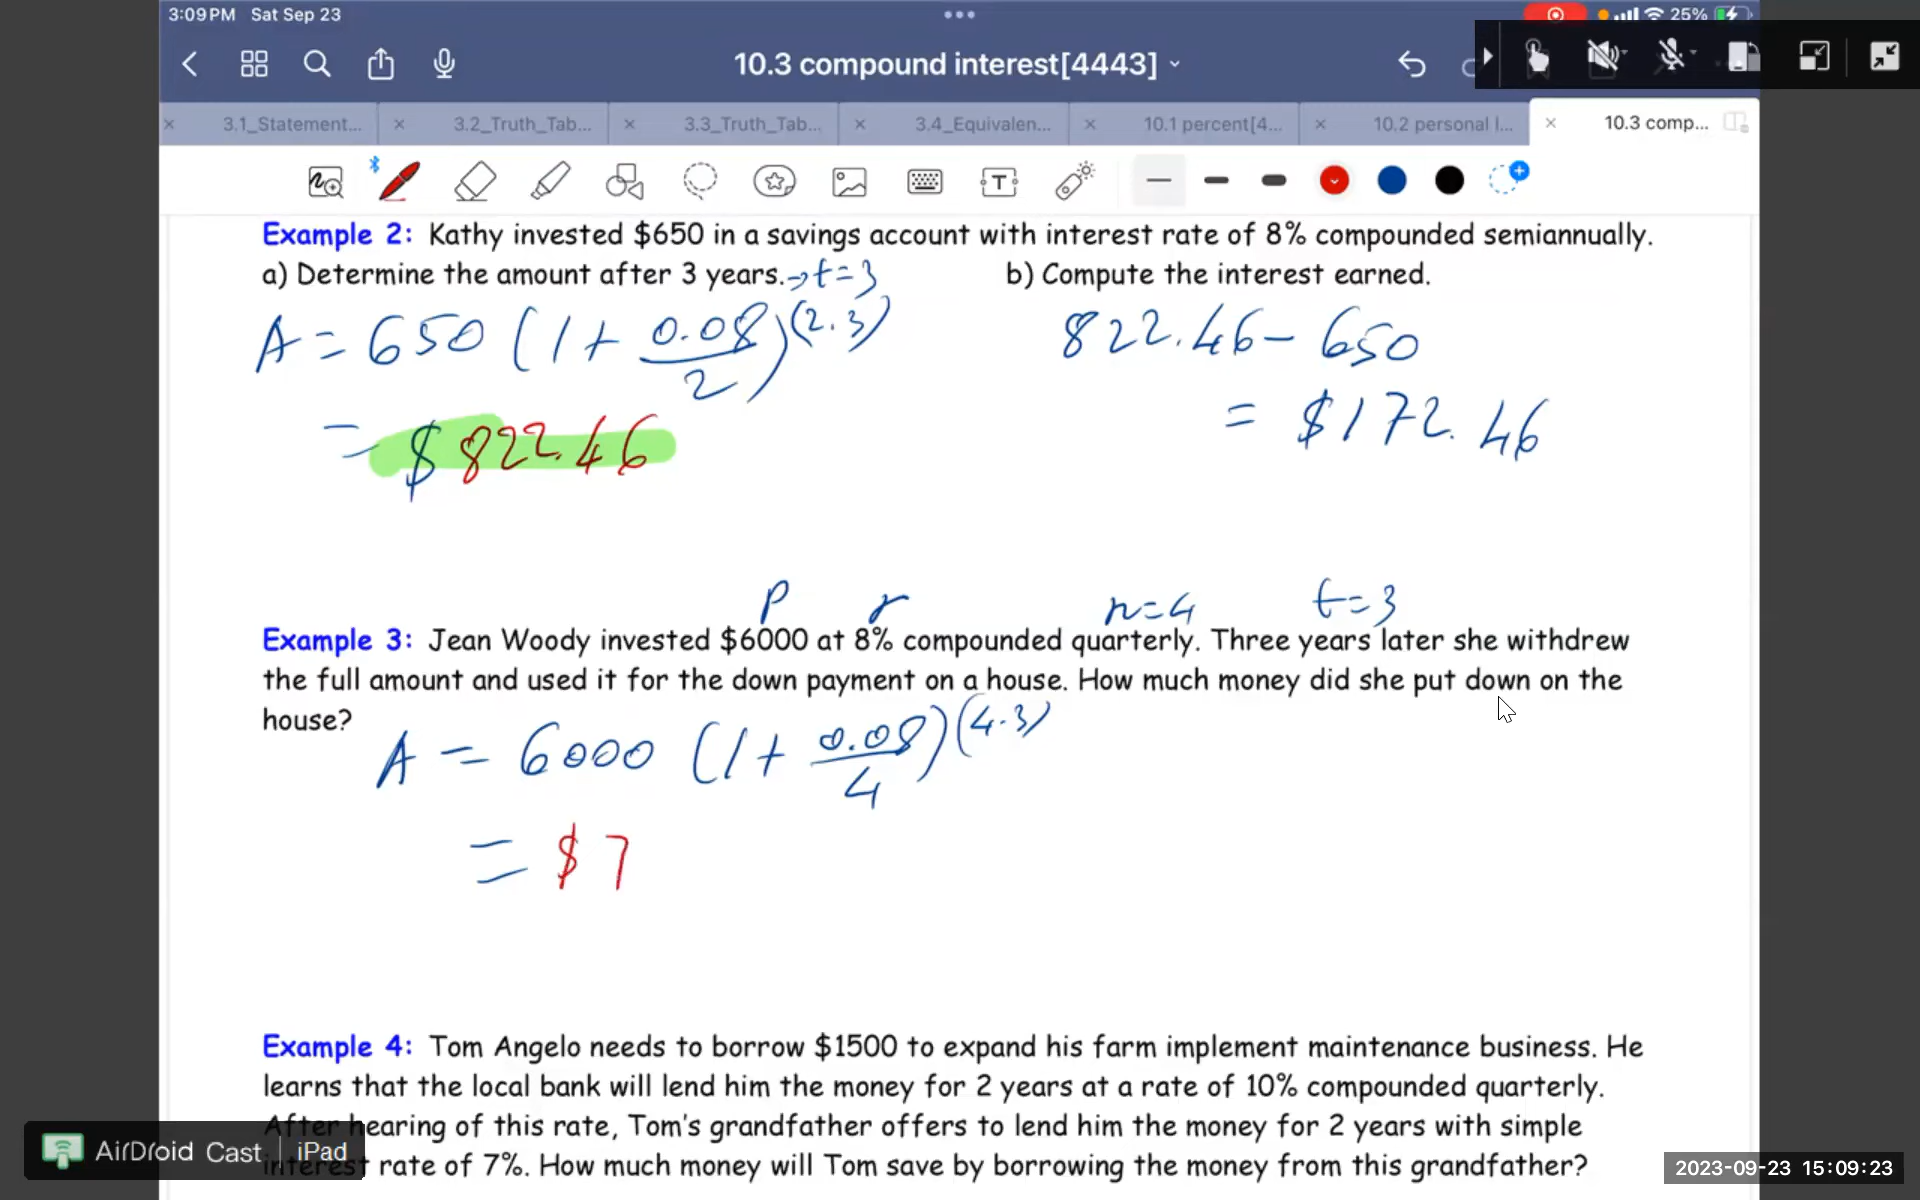 3:09 PM Sat Sep 23
25%
10.3 compound interest[4443]
3.1_Statement...
3.2_Truth_Tab...
3.3_Truth_Tab...
3.4_Equivalen...
10.1 percent[4...
10.2 personal l...
10.3 comp...
T
Example 2: Kathy invested $650 in a savings account with interest rate of 8% compounded semiannually.
a) Determine the amount after 3 years. → t = 3
b) Compute the interest earned.
A = 650 (1 + 0.08/2)^(2·3)
822.46 - 650
= $822.46
= $172.46
P r n=4 t=3
Example 3: Jean Woody invested $6000 at 8% compounded quarterly. Three years later she withdrew
the full amount and used it for the down payment on a house. How much money did she put down on the
house?
A = 6000 (1 + 0.08/4)^(4·3)
= $7
Example 4: Tom Angelo needs to borrow $1500 to expand his farm implement maintenance business. He
learns that the local bank will lend him the money for 2 years at a rate of 10% compounded quarterly.
After hearing of this rate, Tom's grandfather offers to lend him the money for 2 years with simple
interest rate of 7%. How much money will Tom save by borrowing the money from this grandfather?
AirDroid Cast | iPad
2023-09-23 15:09:23